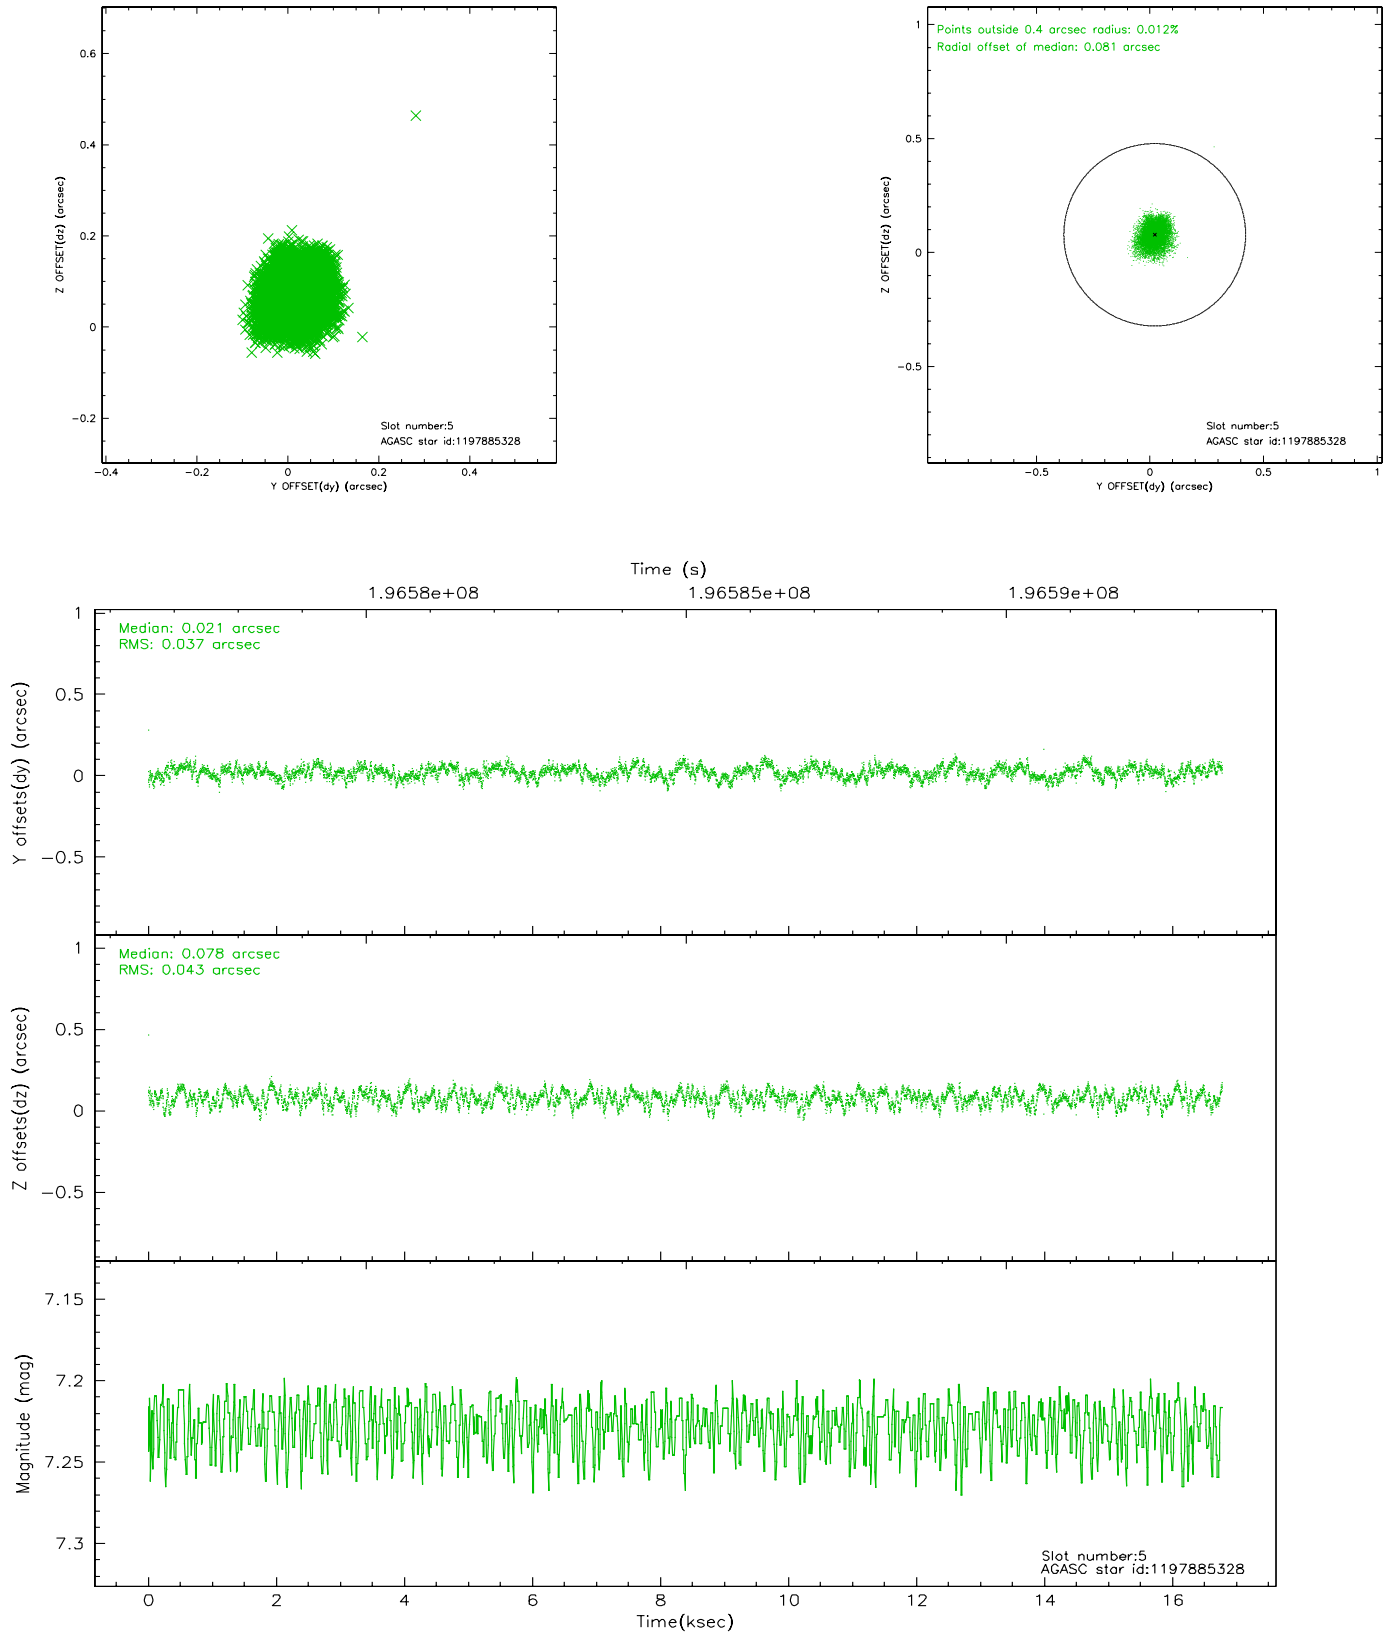 0.6
0.4
0.2
0
−0.2
Z OFFSET(dz) (arcsec)
Slot number:5
AGASC star id:1197885328
−0.4 −0.2 0 0.2 0.4
Y OFFSET(dy) (arcsec)
Points outside 0.4 arcsec radius: 0.012%
Radial offset of median: 0.081 arcsec
1
0.5
0
−0.5
Z OFFSET(dz) (arcsec)
Slot number:5
AGASC star id:1197885328
−0.5 0 0.5 1
Y OFFSET(dy) (arcsec)
Time (s)
1.9658e+08 1.96585e+08 1.9659e+08
Median: 0.021 arcsec
RMS: 0.037 arcsec
1
0.5
0
−0.5
Y offsets(dy) (arcsec)
Median: 0.078 arcsec
RMS: 0.043 arcsec
1
0.5
0
−0.5
Z offsets(dz) (arcsec)
7.15
7.2
7.25
7.3
Magnitude (mag)
Slot number:5
AGASC star id:1197885328
0 2 4 6 8 10 12 14 16
Time(ksec)